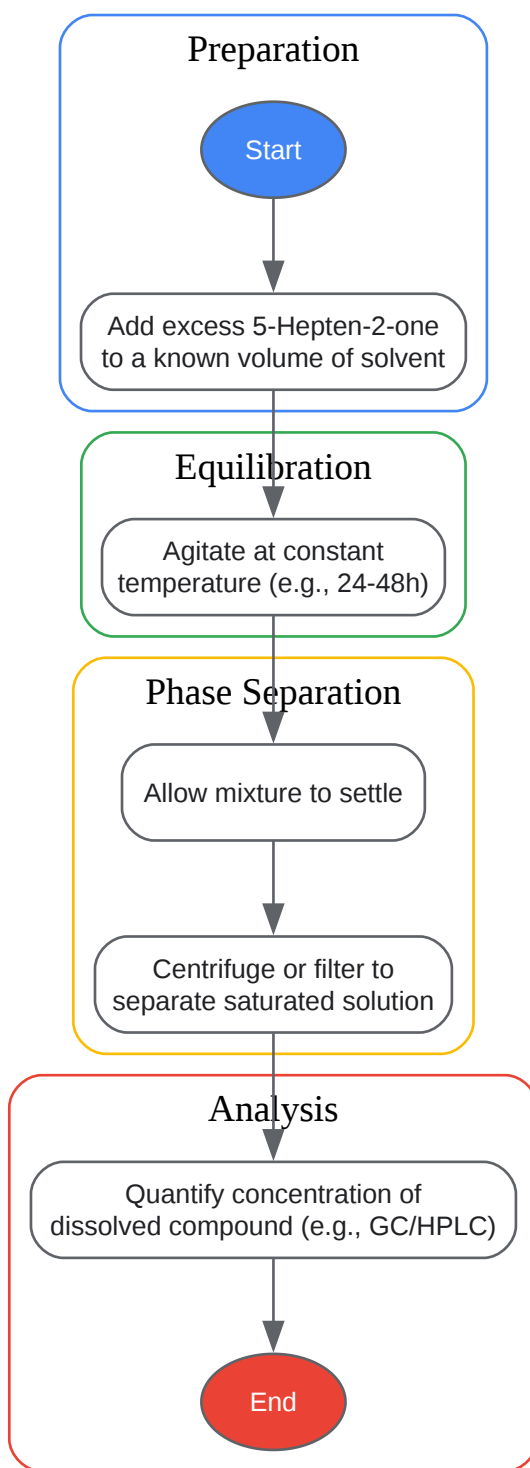 Preparation
Start
Add excess 5-Hepten-2-one
to a known volume of solvent
Equilibration
Agitate at constant
temperature (e.g., 24-48h)
Phase Separation
Allow mixture to settle
Centrifuge or filter to
separate saturated solution
Analysis
Quantify concentration of
dissolved compound (e.g., GC/HPLC)
End